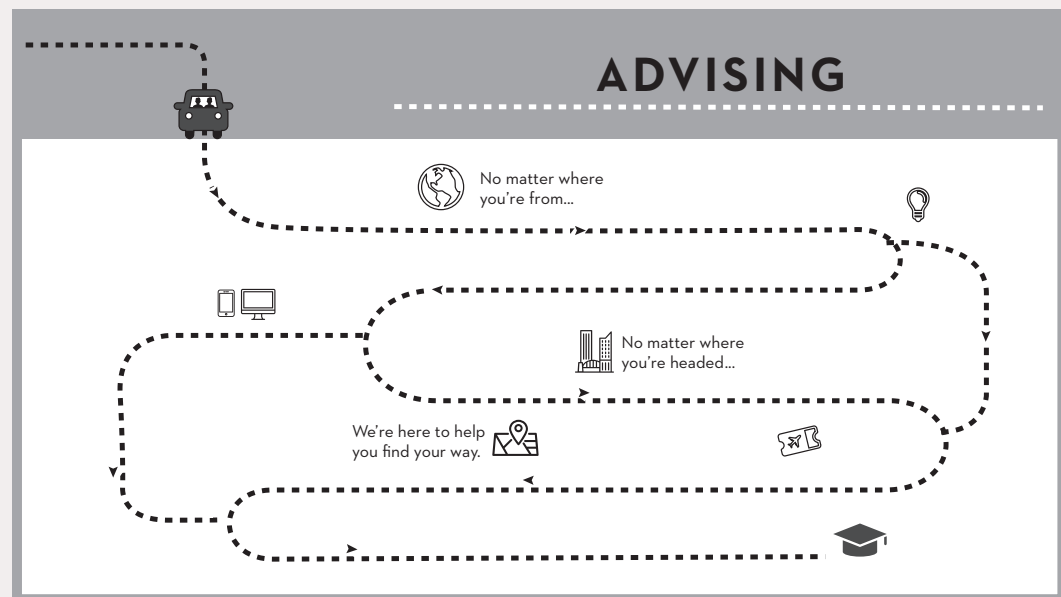 ADVISING
No matter where
you're from...
No matter where
you're headed...
We're here to help
you find your way.